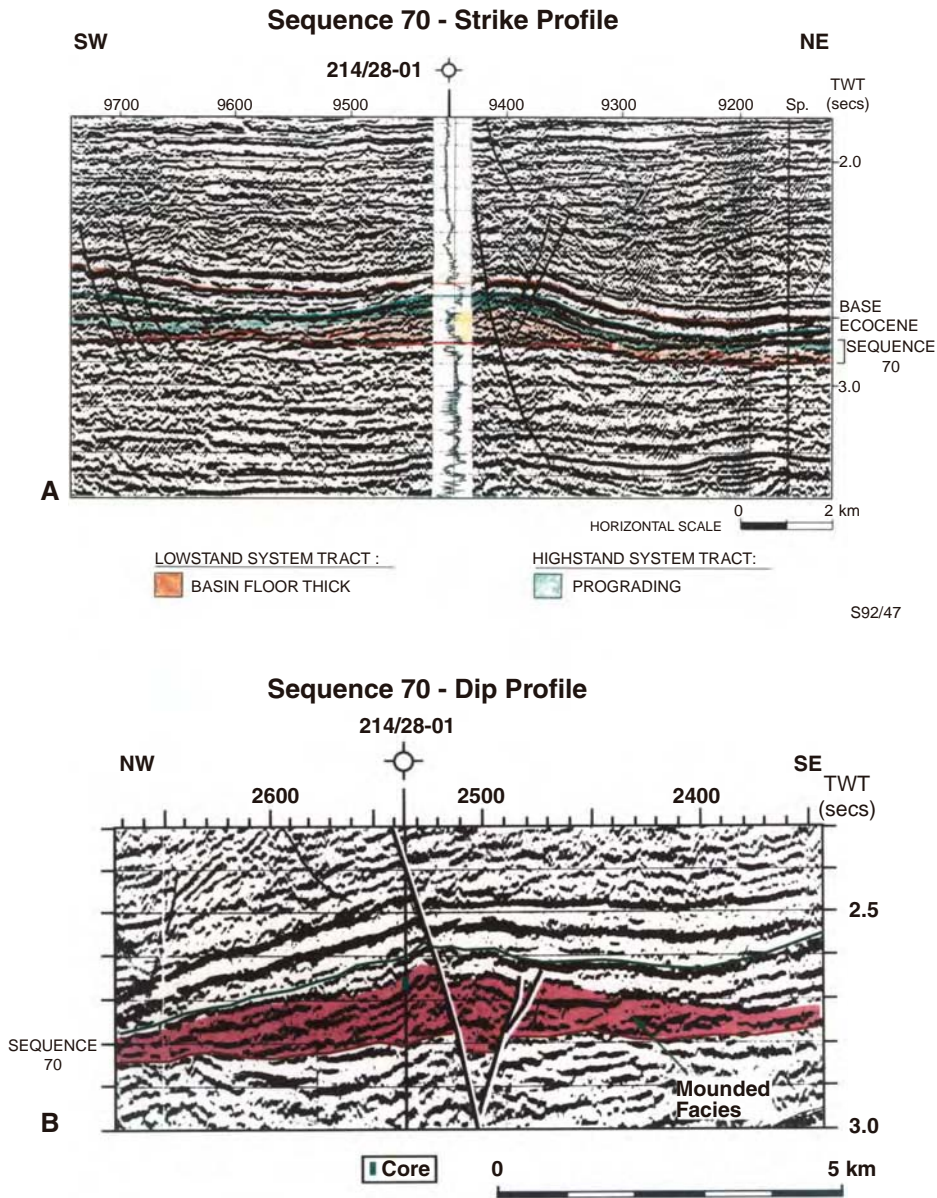 Sequence 70 - Strike Profile
SW
NE
214/28-01
TWT
(secs)
9700 9600 9500 9400 9300 9200 Sp.
2.0
BASE
ECOCENE
SEQUENCE
70
3.0
A
0 2 km
HORIZONTAL SCALE
LOWSTAND SYSTEM TRACT :
BASIN FLOOR THICK
HIGHSTAND SYSTEM TRACT:
PROGRADING
S92/47
Sequence 70 - Dip Profile
214/28-01
NW
SE
TWT
(secs)
2600 2500 2400
2.5
SEQUENCE
70
Mounded
Facies
B
3.0
Core
0 5 km